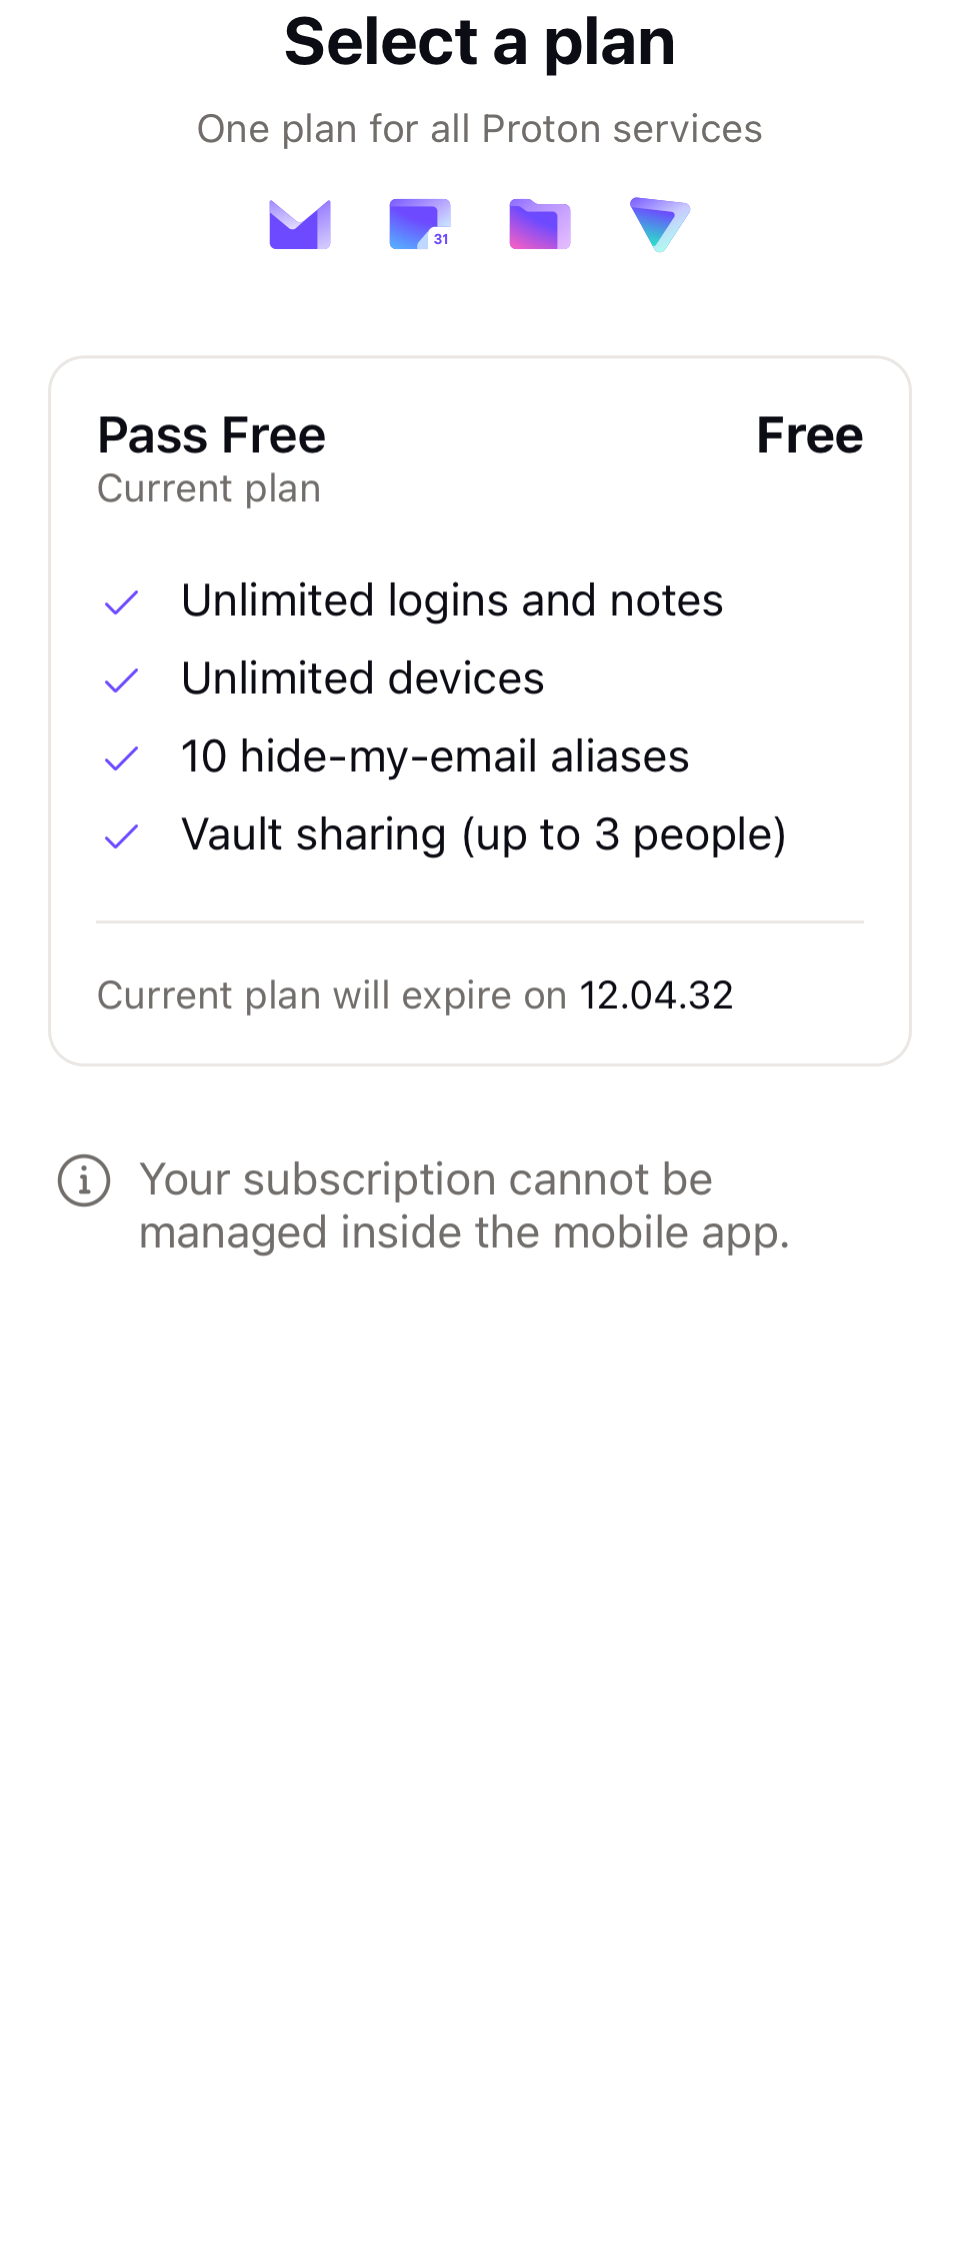 Select a plan
One plan for all Proton services
31
Pass Free
Free
Current plan
Unlimited logins and notes
Unlimited devices
10 hide-my-email aliases
Vault sharing (up to 3 people)
Current plan will expire on 12.04.32
Your subscription cannot be
managed inside the mobile app.